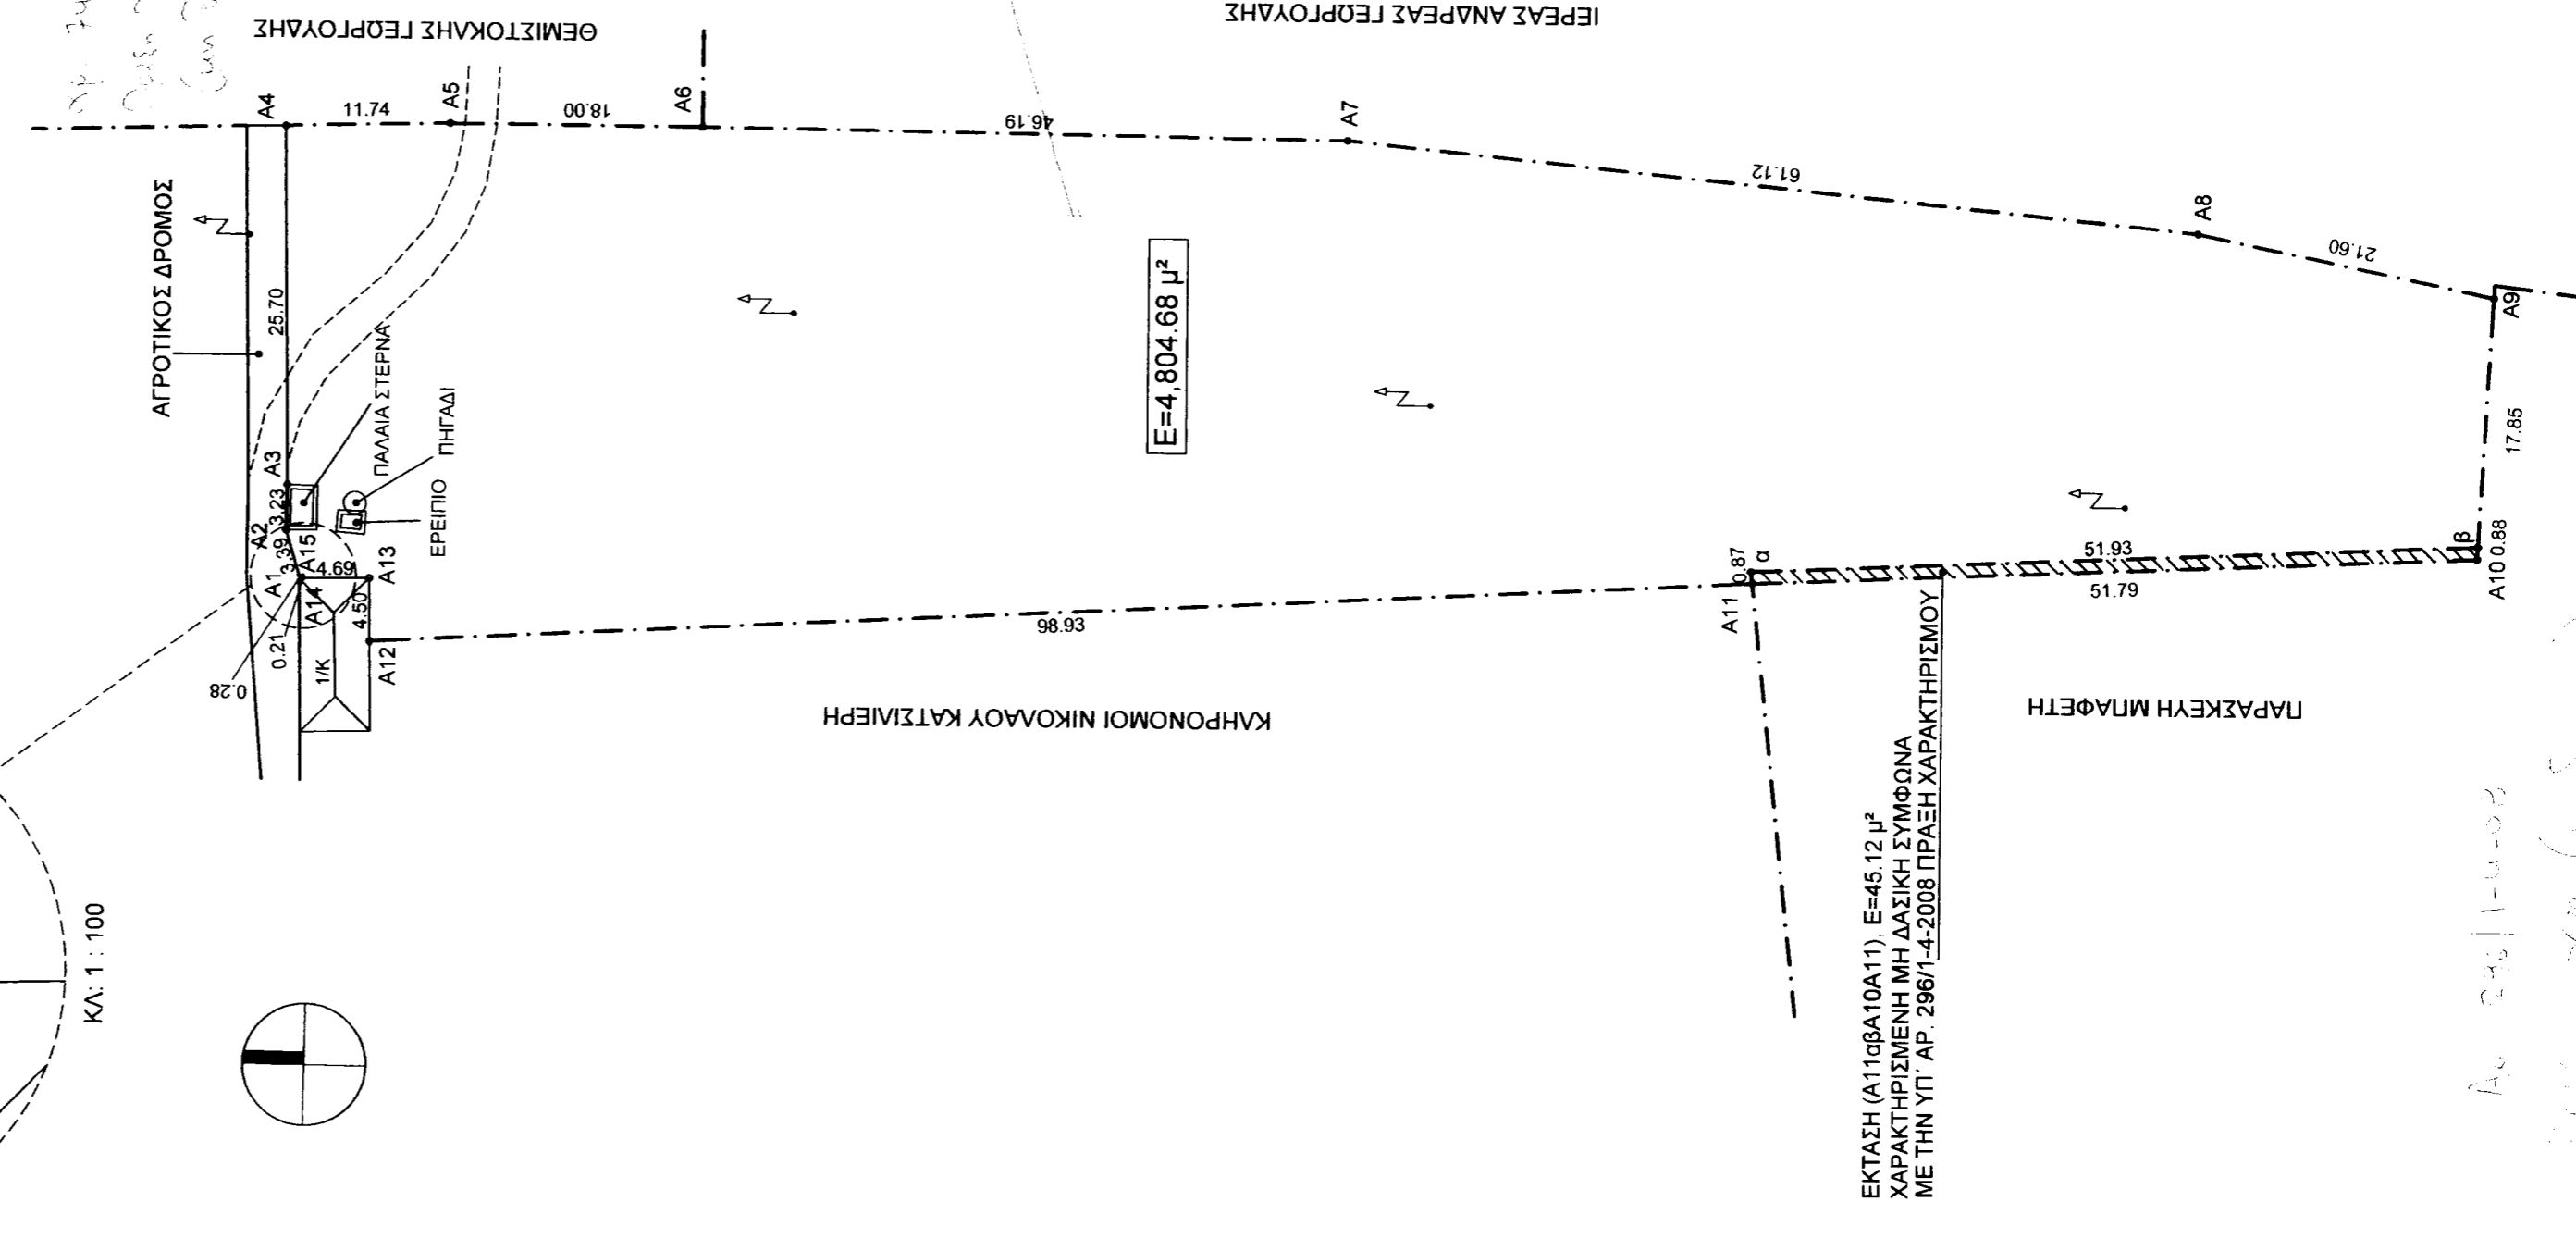 ΘΕΜΙΣΤΟΚΛΗΣ ΓΕΩΡΓΟΥΔΗΣ
ΙΕΡΕΑΣ ΑΝΔΡΕΑΣ ΓΕΩΡΓΟΥΔΗΣ
ΑΓΡΟΤΙΚΟΣ ΔΡΟΜΟΣ
A4
11.74
A5
18.00
A6
46.19
A7
61.12
A8
21.60
A9
17.85
25.70
A3
3.23
A2
3.39
A15
A1
4.69
A13
A14
4.50
0.21
0.28
1/Κ
A12
ΠΑΛΑΙΑ ΣΤΕΡΝΑ
ΠΗΓΑΔΙ
ΕΡΕΙΠΙΟ
E=4,804.68 μ²
98.93
A11
0.87
α
51.93
51.79
β
A10
0.88
ΚΛΗΡΟΝΟΜΟΙ ΝΙΚΟΛΑΟΥ ΚΑΤΣΙΛΙΕΡΗ
ΠΑΡΑΣΚΕΥΗ ΜΠΑΦΕΤΗ
ΕΚΤΑΣΗ (Α11αβΑ10Α11), Ε=45.12 μ²
ΧΑΡΑΚΤΗΡΙΣΜΕΝΗ ΜΗ ΔΑΣΙΚΗ ΣΥΜΦΩΝΑ
ΜΕ ΤΗΝ ΥΠ΄ ΑΡ. 296/1-4-2008 ΠΡΑΞΗ ΧΑΡΑΚΤΗΡΙΣΜΟΥ
ΚΛ: 1 : 100